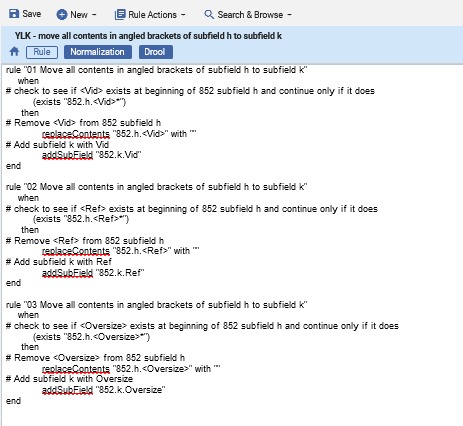 Save New Rule Actions Search & Browse
YLK - move all contents in angled brackets of subfield h to subfield k
Rule Normalization Drool
rule "01 Move all contents in angled brackets of subfield h to subfield k"
when
# check to see if <Vid> exists at beginning of 852 subfield h and continue only if it does
(exists "852.h.<Vid>*")
then
# Remove <Vid> from 852 subfield h
replaceContents "852.h.<Vid>" with ""
# Add subfield k with Vid
addSubField "852.k.Vid"
end
rule "02 Move all contents in angled brackets of subfield h to subfield k"
when
# check to see if <Ref> exists at beginning of 852 subfield h and continue only if it does
(exists "852.h.<Ref>*")
then
# Remove <Ref> from 852 subfield h
replaceContents "852.h.<Ref>" with ""
# Add subfield k with Ref
addSubField "852.k.Ref"
end
rule "03 Move all contents in angled brackets of subfield h to subfield k"
when
# check to see if <Oversize> exists at beginning of 852 subfield h and continue only if it does
(exists "852.h.<Oversize>*")
then
# Remove <Oversize> from 852 subfield h
replaceContents "852.h.<Oversize>" with ""
# Add subfield k with Oversize
addSubField "852.k.Oversize"
end